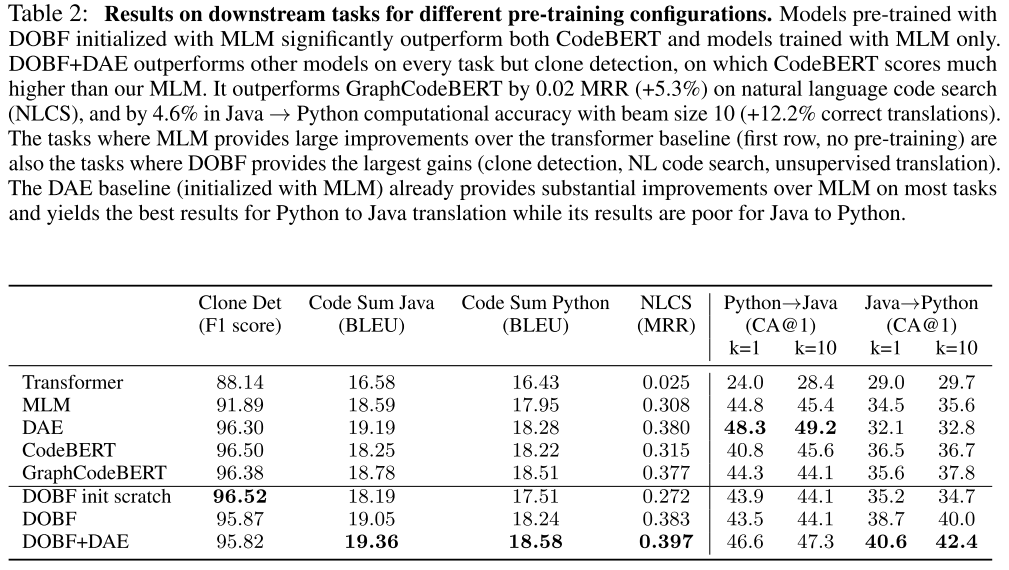 Table 2: Results on downstream tasks for different pre-training configurations. Models pre-trained with
DOBF initialized with MLM significantly outperform both CodeBERT and models trained with MLM only.
DOBF+DAE outperforms other models on every task but clone detection, on which CodeBERT scores much
higher than our MLM. It outperforms GraphCodeBERT by 0.02 MRR (+5.3%) on natural language code search
(NLCS), and by 4.6% in Java → Python computational accuracy with beam size 10 (+12.2% correct translations).
The tasks where MLM provides large improvements over the transformer baseline (first row, no pre-training) are
also the tasks where DOBF provides the largest gains (clone detection, NL code search, unsupervised translation).
The DAE baseline (initialized with MLM) already provides substantial improvements over MLM on most tasks
and yields the best results for Python to Java translation while its results are poor for Java to Python.
Clone Det Code Sum Java Code Sum Python NLCS Python→Java Java→Python
(F1 score) (BLEU) (BLEU) (MRR) (CA@1) (CA@1)
k=1 k=10 k=1 k=10
Transformer 88.14 16.58 16.43 0.025 24.0 28.4 29.0 29.7
MLM 91.89 18.59 17.95 0.308 44.8 45.4 34.5 35.6
DAE 96.30 19.19 18.28 0.380 48.3 49.2 32.1 32.8
CodeBERT 96.50 18.25 18.22 0.315 40.8 45.6 36.5 36.7
GraphCodeBERT 96.38 18.78 18.51 0.377 44.3 44.1 35.6 37.8
DOBF init scratch 96.52 18.19 17.51 0.272 43.9 44.1 35.2 34.7
DOBF 95.87 19.05 18.24 0.383 43.5 44.1 38.7 40.0
DOBF+DAE 95.82 19.36 18.58 0.397 46.6 47.3 40.6 42.4